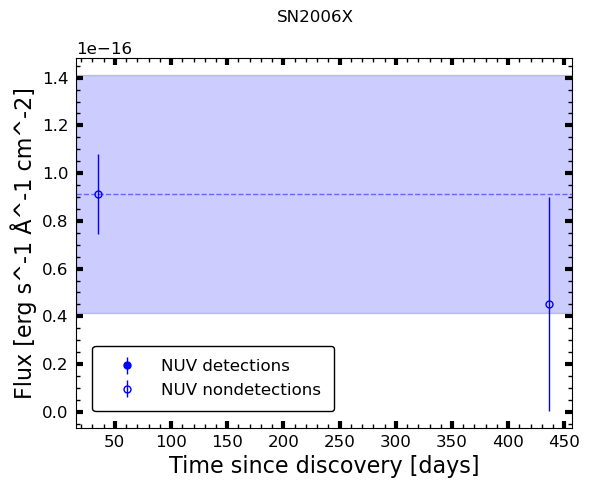 SN2006X
1e−16
1.4
1.2
1.0
0.8
0.6
0.4
0.2
0.0
Flux [erg s^-1 Å^-1 cm^-2]
NUV detections
NUV nondetections
50 100 150 200 250 300 350 400 450
Time since discovery [days]